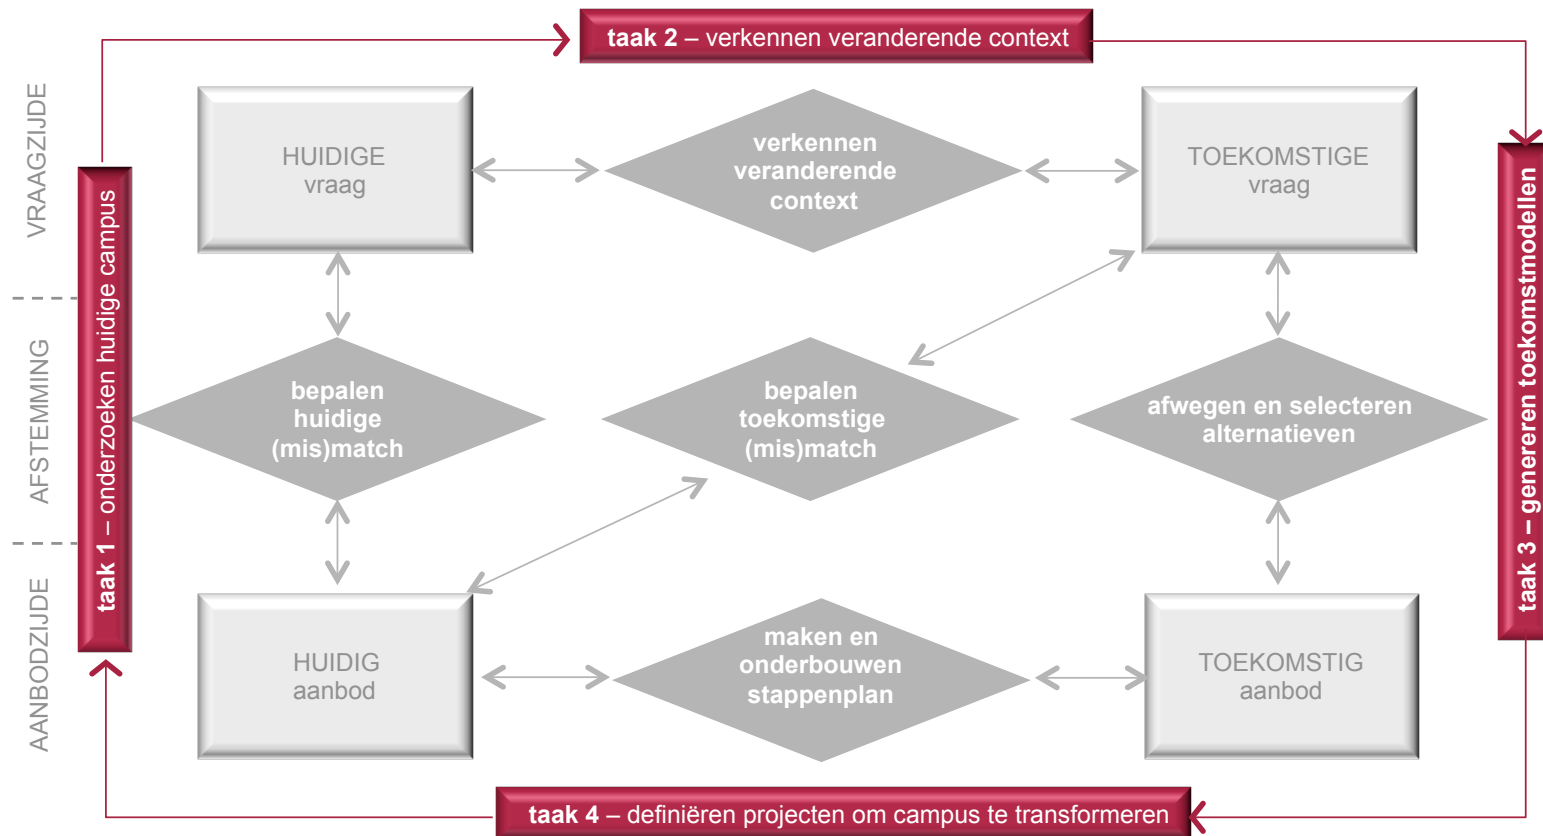 taak 2 – verkennen veranderende context
VRAAGZIJDE
HUIDIGE
vraag
verkennen
veranderende
context
TOEKOMSTIGE
vraag
taak 1 – onderzoeken huidige campus
taak 3 – genereren toekomstmodellen
AFSTEMMING
bepalen
huidige
(mis)match
bepalen
toekomstige
(mis)match
afwegen en selecteren
alternatieven
AANBODZIJDE
HUIDIG
aanbod
maken en
onderbouwen
stappenplan
TOEKOMSTIG
aanbod
taak 4 – definiëren projecten om campus te transformeren